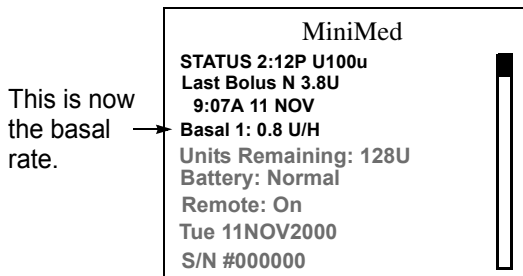 MiniMed
STATUS 2:12P U100u
Last Bolus N 3.8U
9:07A 11 NOV
This is now
the basal
rate.
Basal 1: 0.8 U/H
Units Remaining: 128U
Battery: Normal
Remote: On
Tue 11NOV2000
S/N #000000